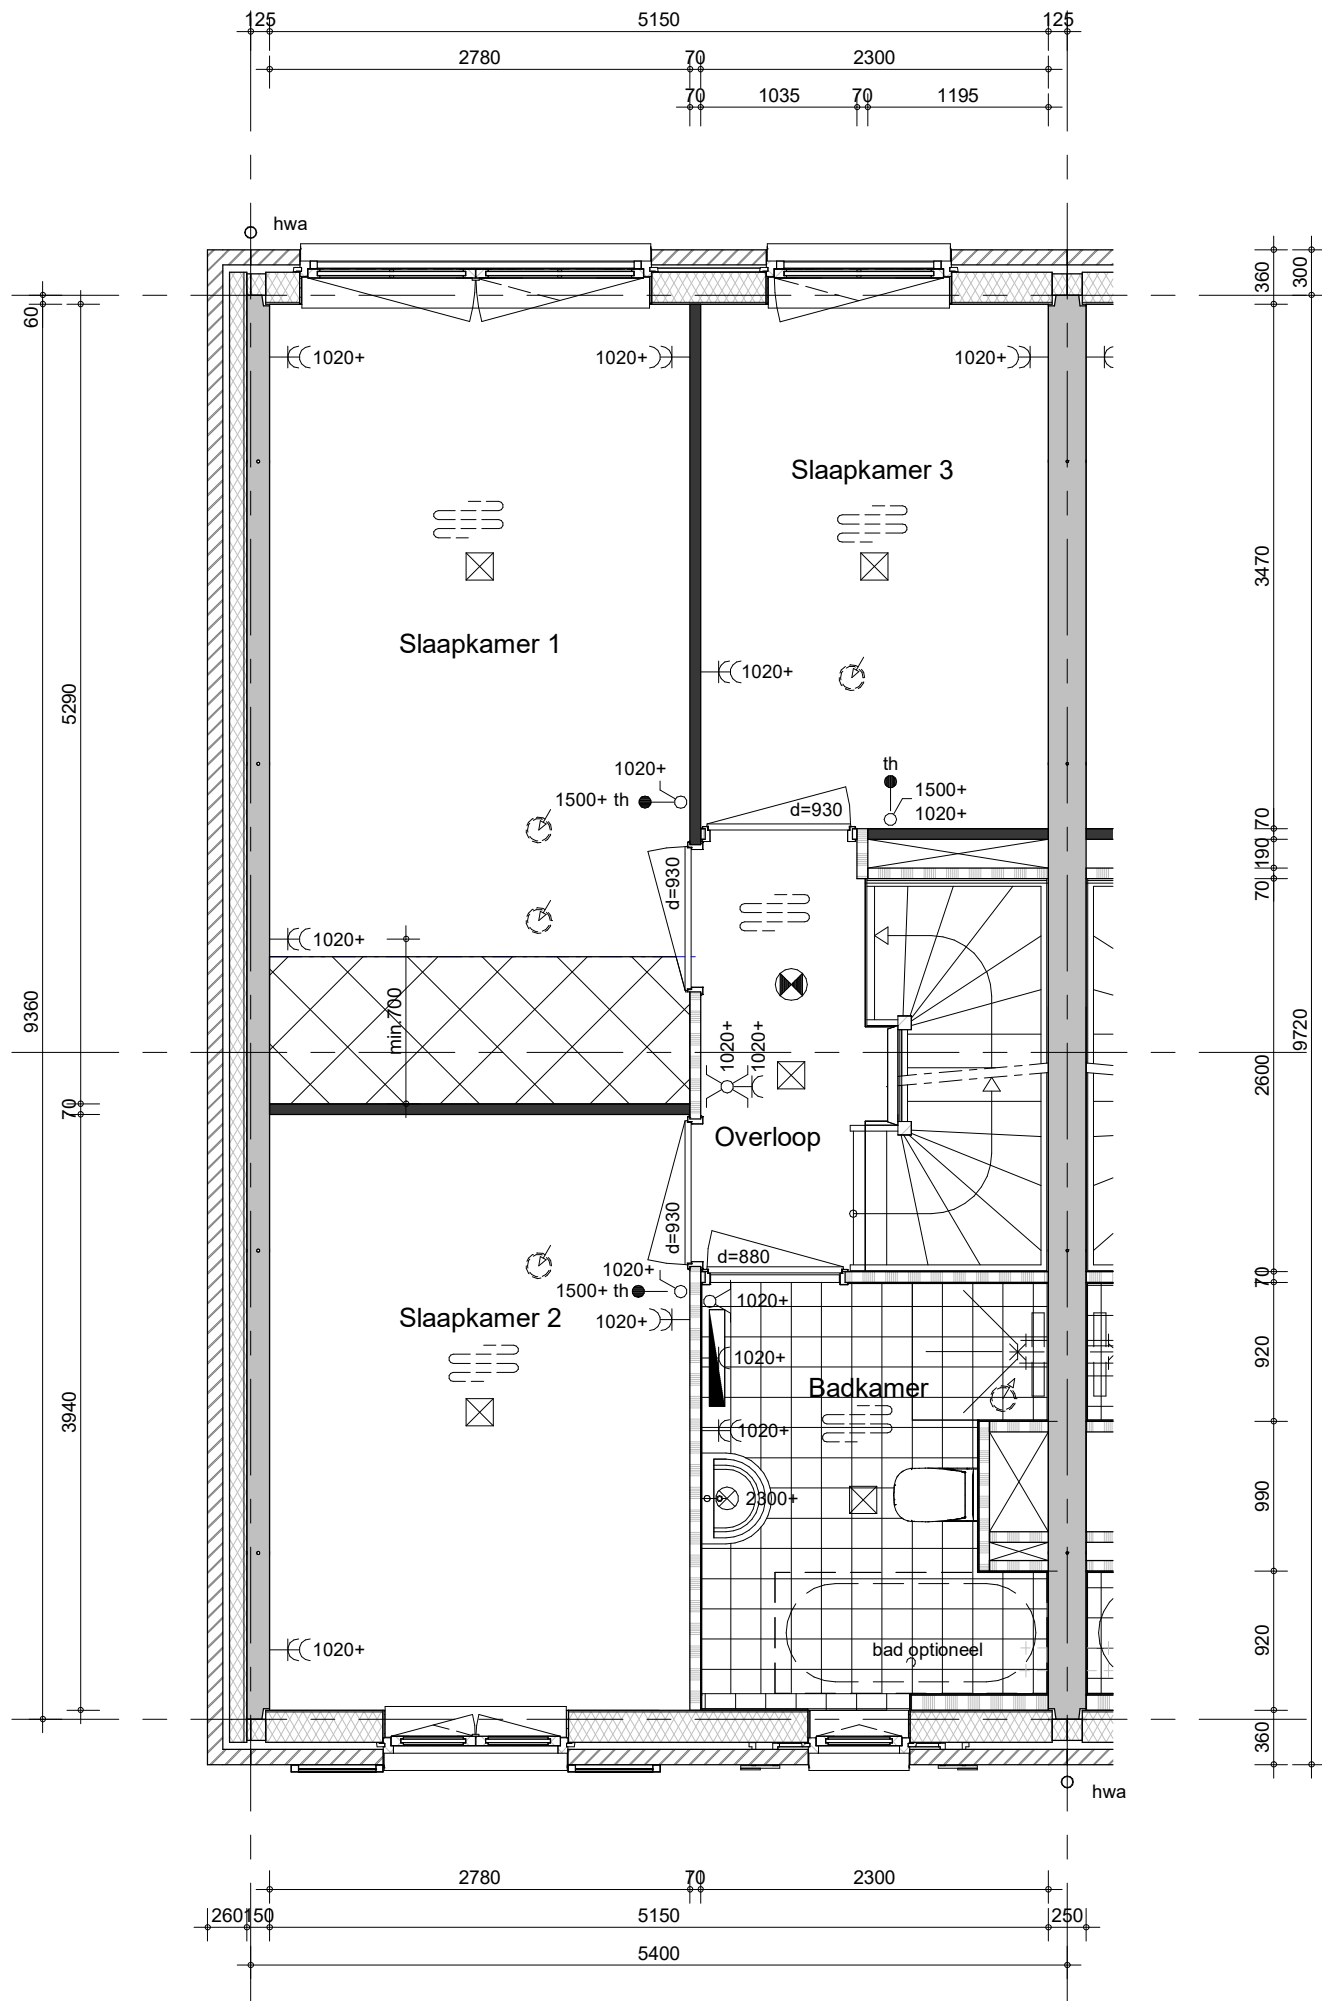 125 5150 125
2780 70 2300
70 1035 70 1195
hwa
360
300
60
1020+
1020+
1020+
Slaapkamer 3
3470
Slaapkamer 1
1020+
5290
th
1020+
1500+ th
1500+
1020+
d=930
70
190
70
d=930
1020+
min.700
9360
9720
1020+
1020+
2600
70
Overloop
d=930
d=880
1020+
1500+ th
1020+
70
1020+
Slaapkamer 2
1020+
920
Badkamer
3940
1020+
2300+
990
1020+
bad optioneel
920
360
hwa
2780 70 2300
260 150 5150 250
5400